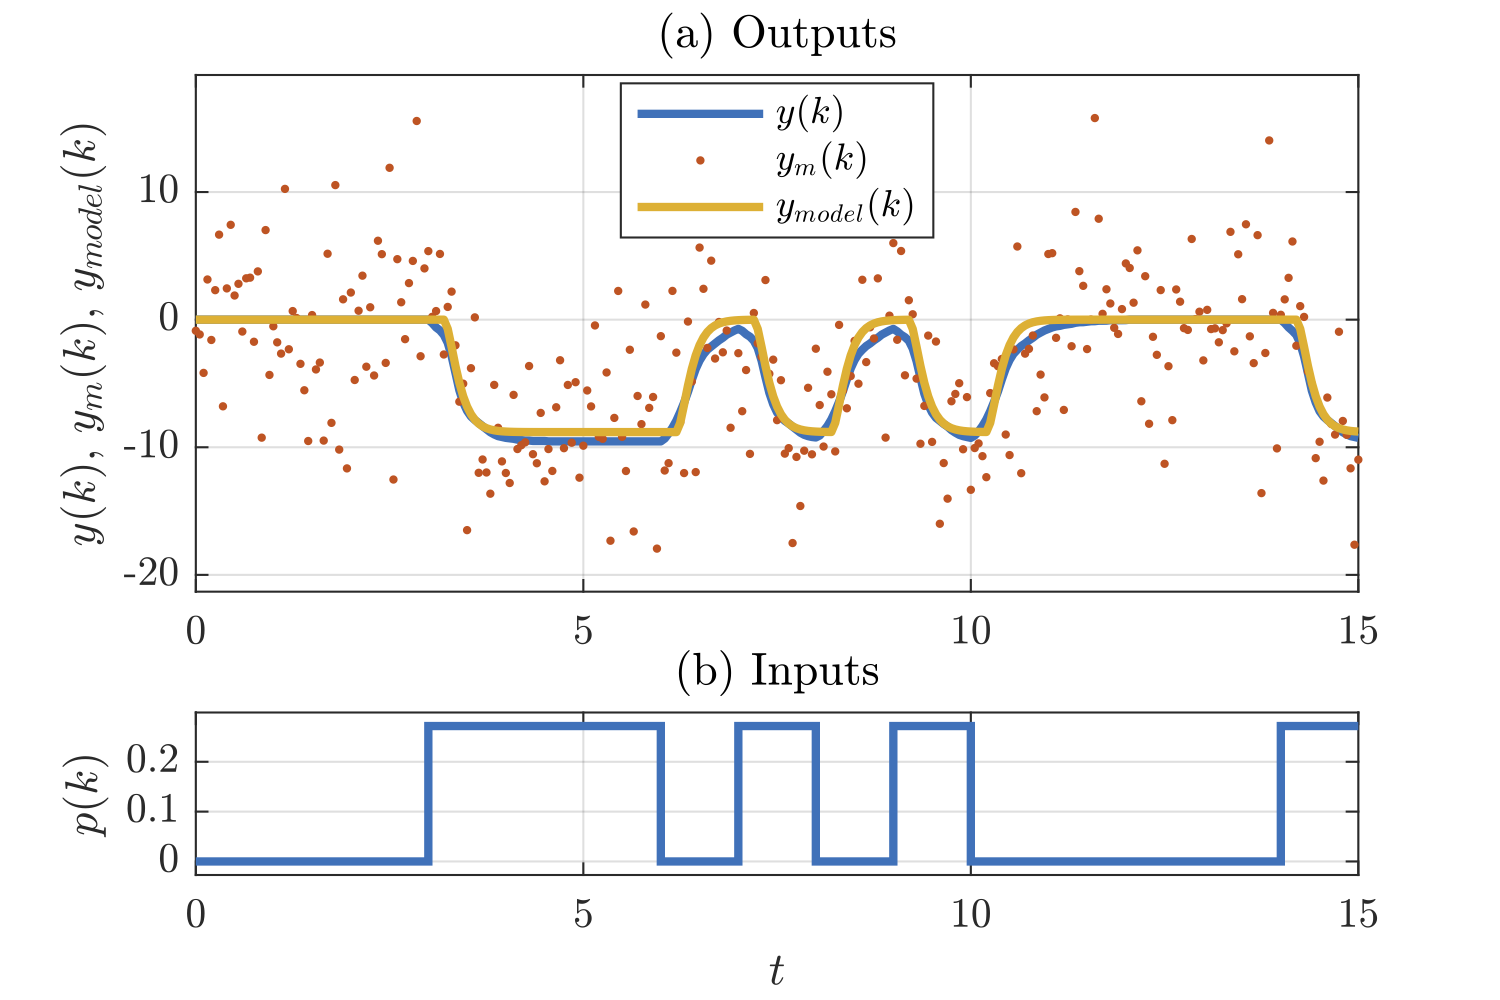 (a) Outputs
y(k), y_m(k), y_model(k)
10
0
-10
-20
y(k)
y_m(k)
y_model(k)
0 5 10 15
(b) Inputs
p(k)
0.2
0.1
0
0 5 10 15
t